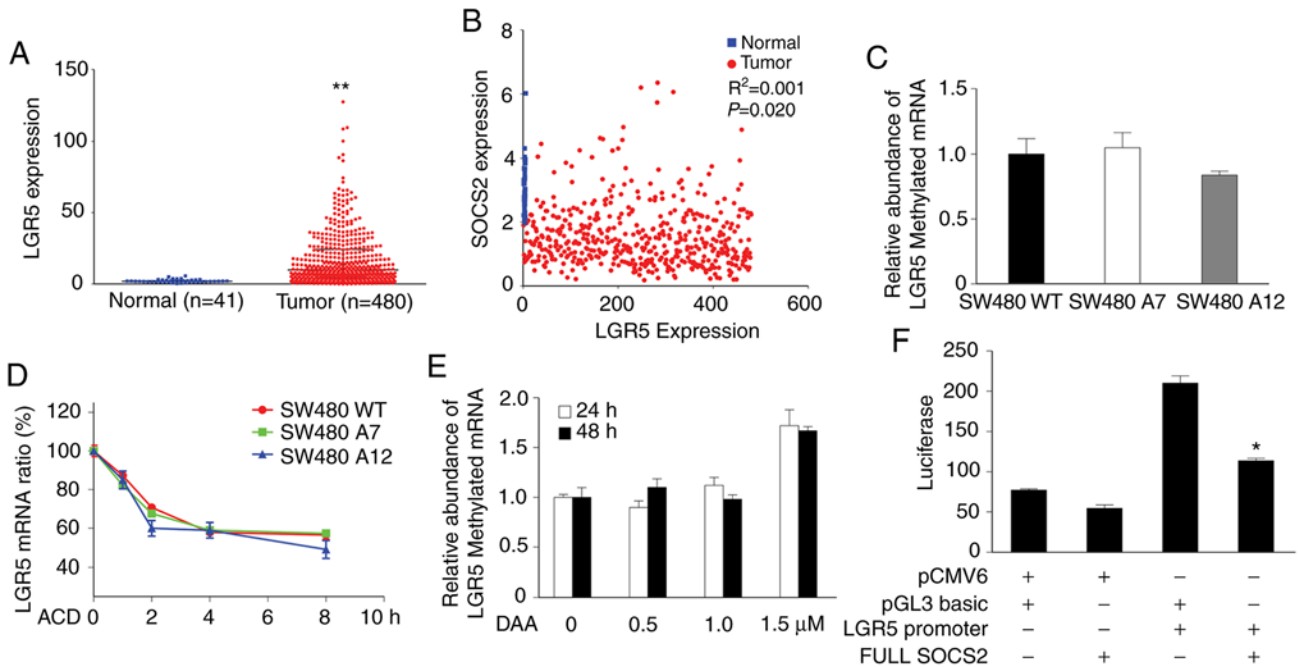 A
LGR5 expression
150
100
50
0
**
Normal (n=41)
Tumor (n=480)
B
SOCS2 expression
8
6
4
2
0
Normal
Tumor
R²=0.001
P=0.020
0
200
400
600
LGR5 Expression
C
Relative abundance of
LGR5 Methylated mRNA
1.5
1.0
0.5
0
SW480 WT
SW480 A7
SW480 A12
D
LGR5 mRNA ratio (%)
120
100
80
60
40
SW480 WT
SW480 A7
SW480 A12
ACD
0
2
4
6
8
10 h
E
Relative abundance of
LGR5 Methylated mRNA
2.0
1.5
1.0
0.5
0
24 h
48 h
DAA
0
0.5
1.0
1.5 µM
F
Luciferase
250
200
150
100
50
0
*
pCMV6 + + – –
pGL3 basic + – + –
LGR5 promoter – – + +
FULL SOCS2 – + – +